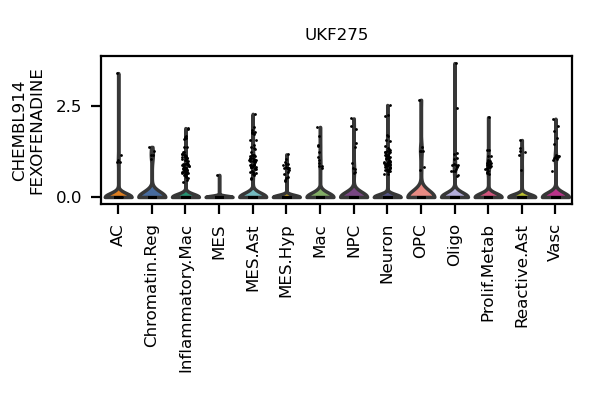 UKF275
CHEMBL914
FEXOFENADINE
2.5
0.0
AC
Chromatin.Reg
Inflammatory.Mac
MES
MES.Ast
MES.Hyp
Mac
NPC
Neuron
OPC
Oligo
Prolif.Metab
Reactive.Ast
Vasc